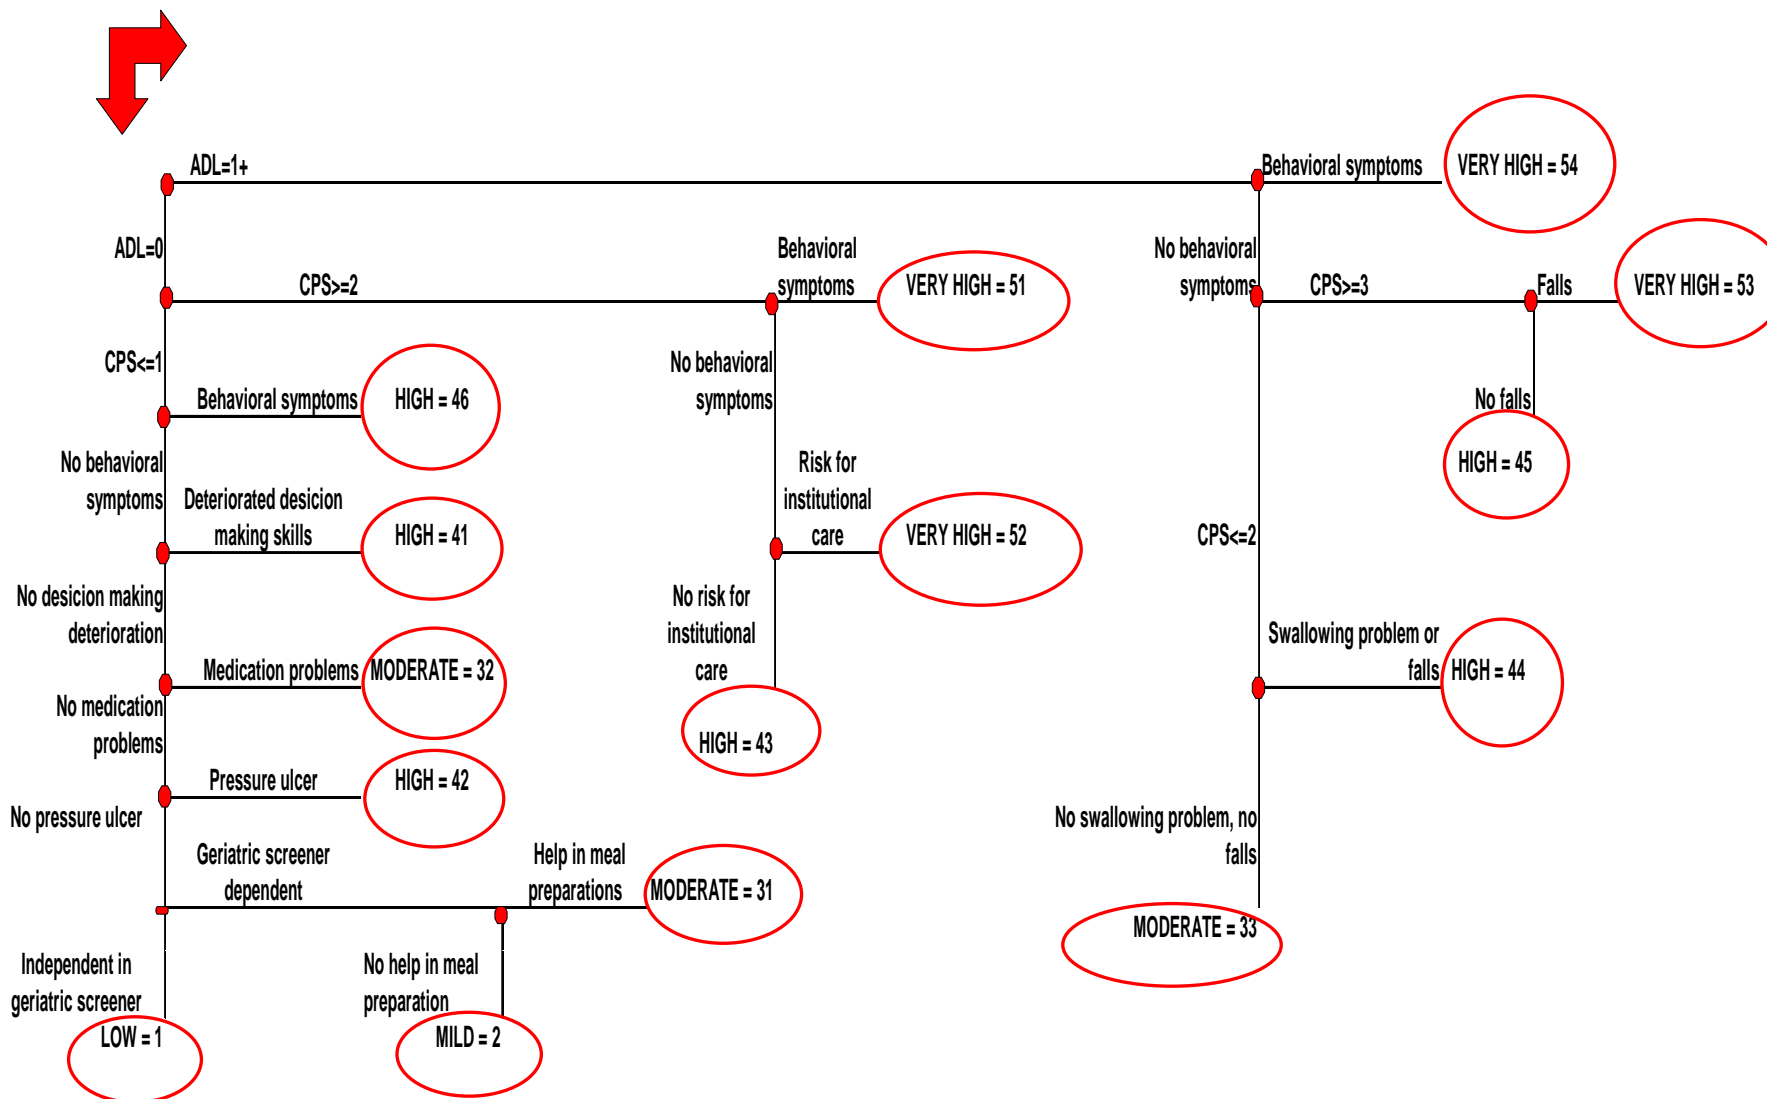 ADL=1+
Behavioral symptoms
VERY HIGH = 54
ADL=0
Behavioral
symptoms
No behavioral
symptoms
CPS>=2
VERY HIGH = 51
CPS>=3
Falls
VERY HIGH = 53
CPS<=1
Behavioral symptoms
HIGH = 46
No behavioral
symptoms
No falls
HIGH = 45
No behavioral
symptoms
Deteriorated desicion
making skills
HIGH = 41
Risk for
institutional
care
VERY HIGH = 52
CPS<=2
No desicion making
deterioration
No risk for
institutional
care
Swallowing problem or
falls
HIGH = 44
Medication problems
MODERATE = 32
No medication
problems
HIGH = 43
Pressure ulcer
HIGH = 42
No pressure ulcer
No swallowing problem, no
falls
Geriatric screener
dependent
Help in meal
preparations
MODERATE = 31
MODERATE = 33
Independent in
geriatric screener
No help in meal
preparation
LOW = 1
MILD = 2